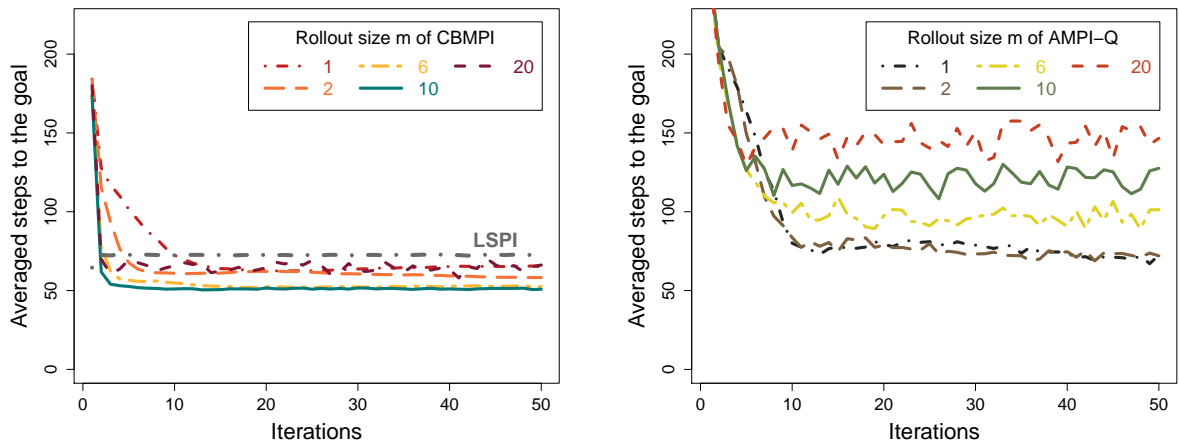 Averaged steps to the goal
200
150
100
50
0
Rollout size m of CBMPI
1 6 20
2 10
LSPI
0 10 20 30 40 50
Iterations
Averaged steps to the goal
200
150
100
50
0
Rollout size m of AMPI−Q
1 6 20
2 10
0 10 20 30 40 50
Iterations